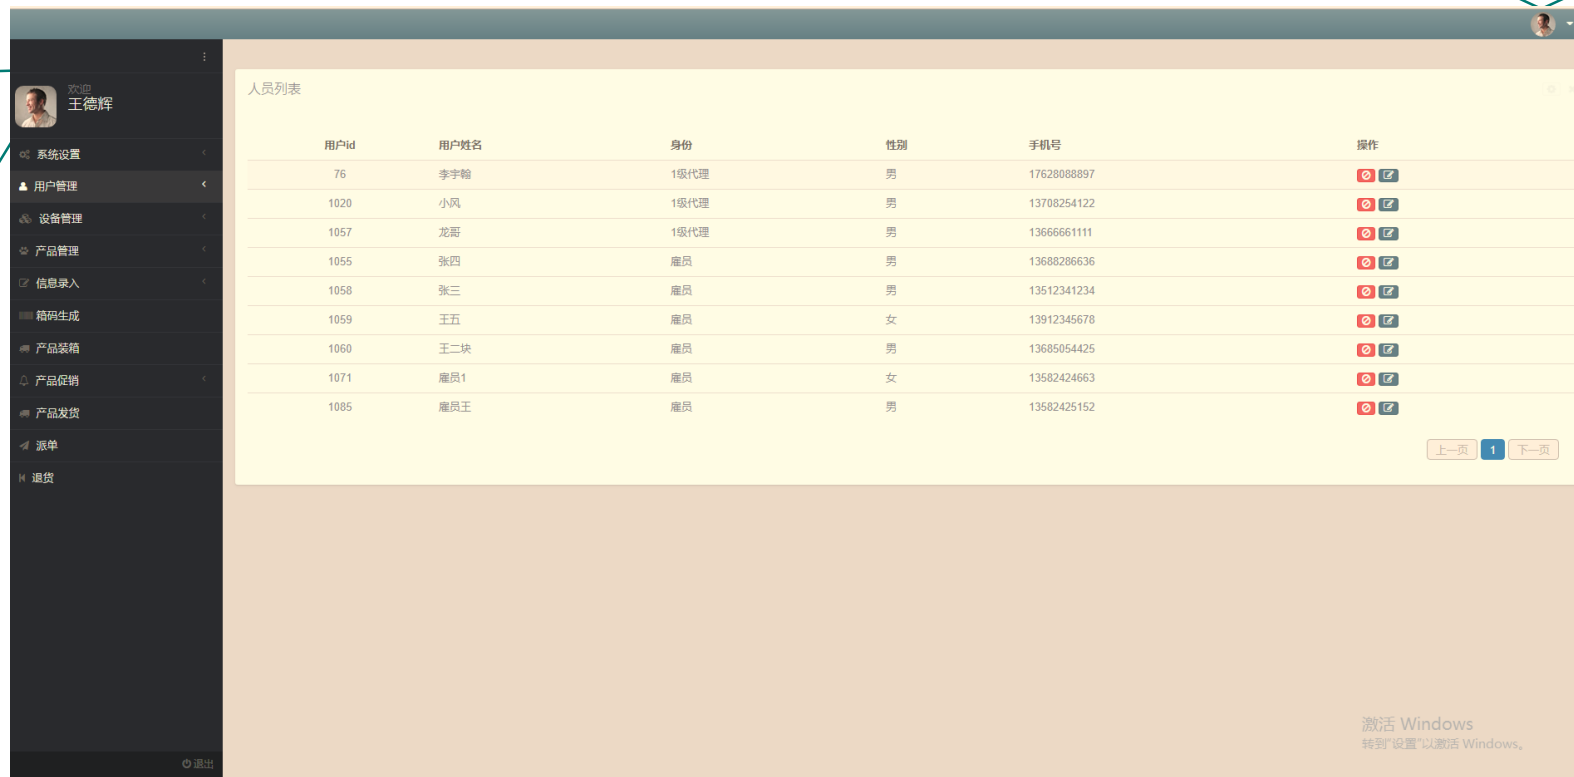 欢迎
王德辉
系统设置
用户管理
设备管理
产品管理
信息录入
箱码生成
产品装箱
产品促销
产品发货
派单
退货
退出
人员列表
用户id 用户姓名 身份 性别 手机号 操作
76 李宇翰 1级代理 男 17628088897
1020 小风 1级代理 男 13708254122
1057 龙哥 1级代理 男 13666661111
1055 张四 雇员 男 13688286636
1058 张三 雇员 男 13512341234
1059 王五 雇员 女 13912345678
1060 王二块 雇员 男 13685054425
1071 雇员1 雇员 女 13582424663
1085 雇员王 雇员 男 13582425152
上一页 1 下一页
激活 Windows
转到"设置"以激活 Windows。